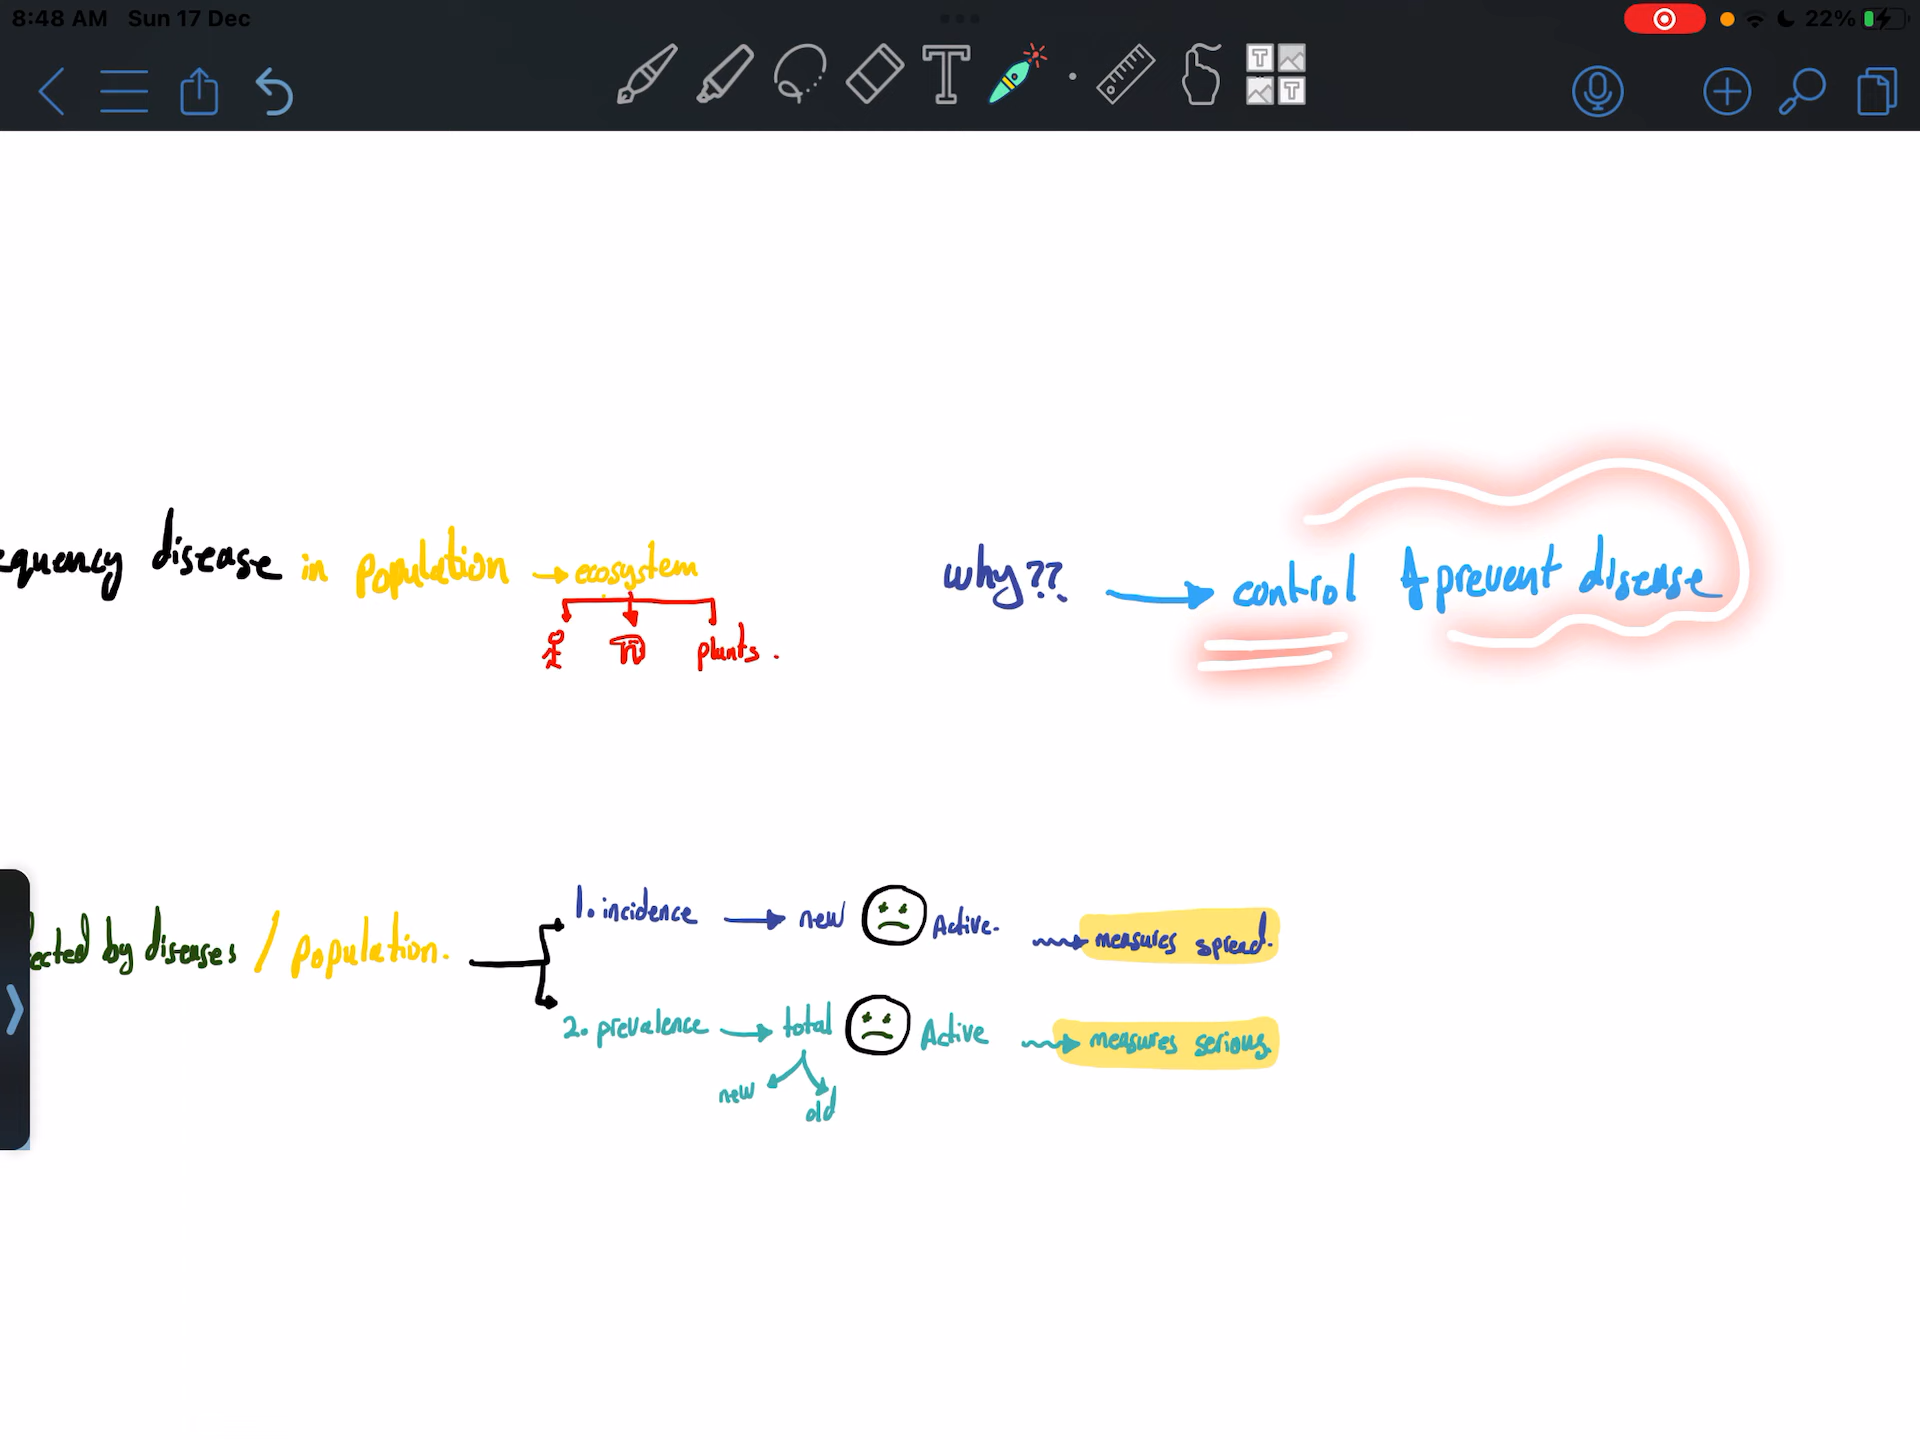 8:48 AM Sun 17 Dec
22%
equency disease in population → ecosystem
plants.
why?? → control & prevent disease
ected by diseases / population.
1. incidence → new Active. → measures spread.
2. prevalence → total Active → measures serious.
new old